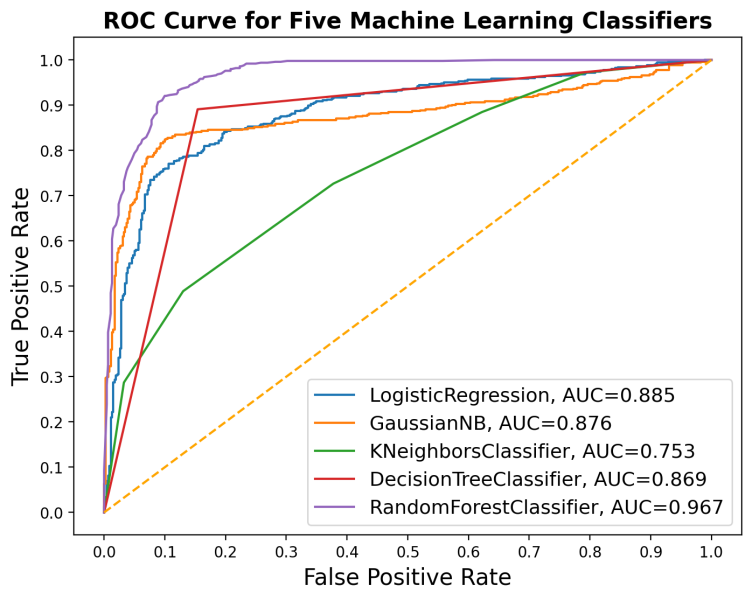 ROC Curve for Five Machine Learning Classifiers
True Positive Rate
1.0
0.9
0.8
0.7
0.6
0.5
0.4
0.3
0.2
0.1
0.0
LogisticRegression, AUC=0.885
GaussianNB, AUC=0.876
KNeighborsClassifier, AUC=0.753
DecisionTreeClassifier, AUC=0.869
RandomForestClassifier, AUC=0.967
0.0 0.1 0.2 0.3 0.4 0.5 0.6 0.7 0.8 0.9 1.0
False Positive Rate